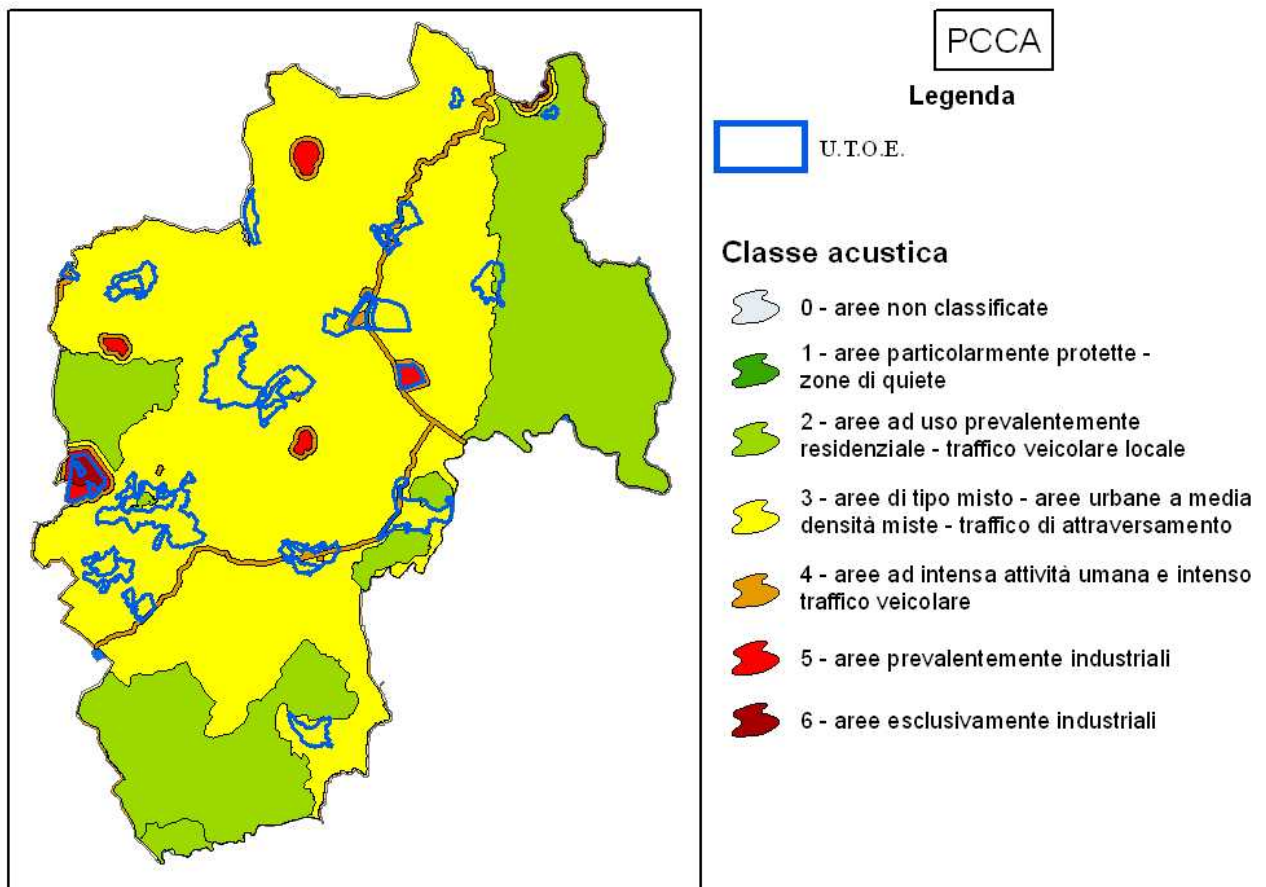 PCCA
Legenda
U.T.O.E.
Classe acustica
0 - aree non classificate
1 - aree particolarmente protette -
zone di quiete
2 - aree ad uso prevalentemente
residenziale - traffico veicolare locale
3 - aree di tipo misto - aree urbane a media
densità miste - traffico di attraversamento
4 - aree ad intensa attività umana e intenso
traffico veicolare
5 - aree prevalentemente industriali
6 - aree esclusivamente industriali